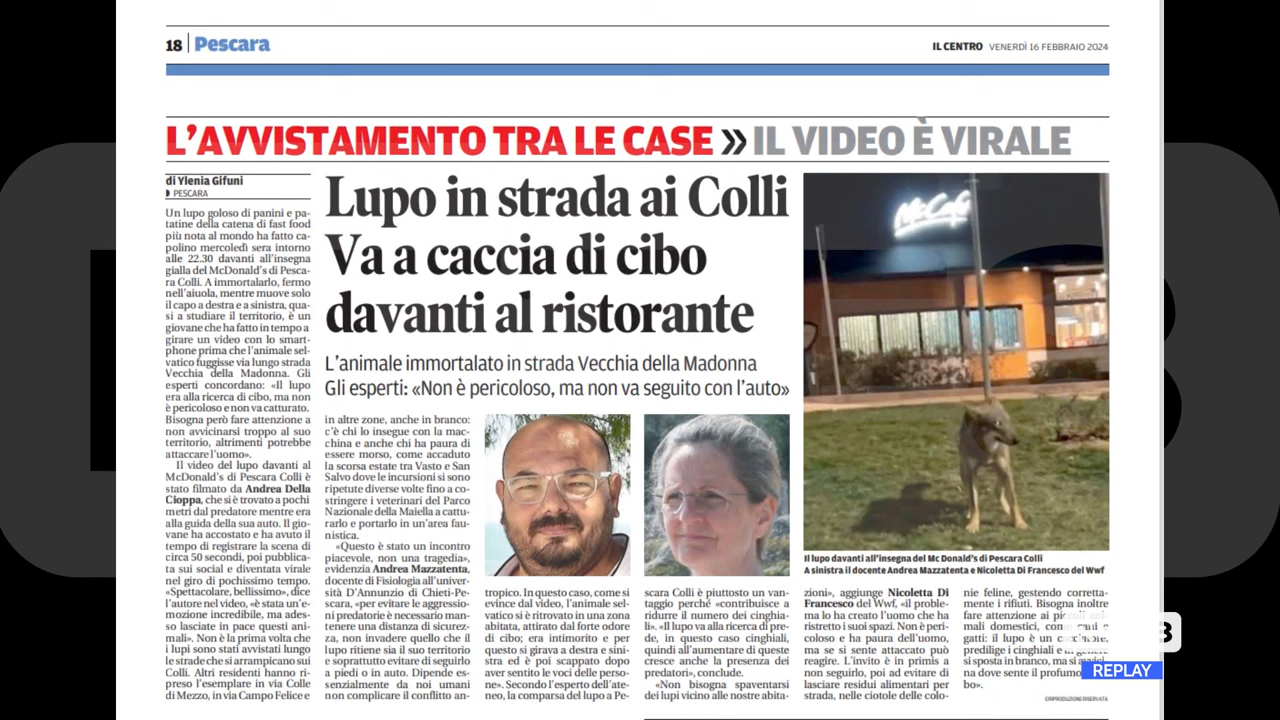 18 Pescara
IL CENTRO VENERDÌ 16 FEBBRAIO 2024
L'AVVISTAMENTO TRA LE CASE » IL VIDEO È VIRALE
di Ylenia Gifuni
PESCARA
Un lupo goloso di panini e pa-
tatine della catena di fast food
più nota al mondo ha fatto ca-
polino mercoledì sera intorno
alle 22.30 davanti all'insegna
gialla del McDonald's di Pesca-
ra Colli. A immortalarlo, fermo
nell'aiuola, mentre muove solo
il capo a destra e a sinistra, qua-
si a studiare il territorio, è un
giovane che ha fatto in tempo a
girare un video con lo smart-
phone prima che l'animale sel-
vatico fuggisse via lungo strada
Vecchia della Madonna. Gli
esperti concordano: «Il lupo
era alla ricerca di cibo, ma non
è pericoloso e non va catturato.
Bisogna però fare attenzione a
non avvicinarsi troppo al suo
territorio, altrimenti potrebbe
attaccare l'uomo».
Il video del lupo davanti al
McDonald's di Pescara Colli è
stato filmato da Andrea Della
Cioppa, che si è trovato a pochi
metri dal predatore mentre era
alla guida della sua auto. Il gio-
vane ha accostato e ha avuto il
tempo di registrare la scena di
circa 50 secondi, poi pubblica-
ta sui social e diventata virale
nel giro di pochissimo tempo.
«Spettacolare, bellissimo», dice
l'autore nel video, «è stata un'e-
mozione incredibile, ma ades-
so lasciate in pace questi ani-
mali». Non è la prima volta che
i lupi sono stati avvistati lungo
le strade che si arrampicano sui
Colli. Altri residenti hanno ri-
preso l'esemplare in via Colle
di Mezzo, in via Campo Felice e
Lupo in strada ai Colli
Va a caccia di cibo
davanti al ristorante
L'animale immortalato in strada Vecchia della Madonna
Gli esperti: «Non è pericoloso, ma non va seguito con l'auto»
in altre zone, anche in branco:
c'è chi lo insegue con la mac-
china e anche chi ha paura di
essere morso, come accaduto
la scorsa estate tra Vasto e San
Salvo dove le incursioni si sono
ripetute diverse volte fino a co-
stringere i veterinari del Parco
Nazionale della Maiella a cattu-
rarlo e portarlo in un'area fau-
nistica.
«Questo è stato un incontro
piacevole, non una tragedia»,
evidenzia Andrea Mazzatenta,
docente di Fisiologia all'univer-
sità D'Annunzio di Chieti-Pe-
scara, «per evitare le aggressio-
ni predatorie è necessario man-
tenere una distanza di sicurez-
za, non invadere quello che il
lupo ritiene sia il suo territorio
e soprattutto evitare di seguirlo
a piedi o in auto. Dipende es-
senzialmente da noi umani
non entrare in conflitto an-
tropico. In questo caso, come si
evince dal video, l'animale sel-
vatico si è ritrovato in una zona
abitata, attirato dal forte odore
di cibo; era intimorito e per
questo si girava a destra e sini-
stra ed è poi scappato dopo
aver sentito le voci delle perso-
ne». Secondo l'esperto dell'ate-
neo, la comparsa del lupo a Pe-
scara Colli è piuttosto un van-
taggio perché «contribuisce a
ridurre il numero dei cinghia-
li». «Il lupo va alla ricerca di pre-
de, in questo caso cinghiali,
quindi all'aumentare di queste
cresce anche la presenza dei
predatori», conclude.
«Non bisogna spaventarsi
dei lupi vicino alle nostre abita-
McCafé
Il lupo davanti all'insegna del Mc Donald's di Pescara Colli
A sinistra il docente Andrea Mazzatenta e Nicoletta Di Francesco del Wwf
zioni», aggiunge Nicoletta Di
Francesco del Wwf, «il proble-
ma lo ha creato l'uomo che ha
ristretto i suoi spazi. Non è peri-
coloso e ha paura dell'uomo,
ma se si sente attaccato può
reagire. L'invito è in primis a
non seguirlo, poi ad evitare di
lasciare residui alimentari per
strada, nelle ciotole delle colo-
nie feline, gestendo corretta-
mente i rifiuti. Bisogna inoltre
fare attenzione ai piccoli ani-
mali domestici, come cani e
gatti: il lupo è un cacciatore,
predilige i cinghiali e in genere
si sposta in branco, ma si avvici-
na dove sente il profumo
bo».
©RIPRODUZIONE RISERVATA
3
REPLAY